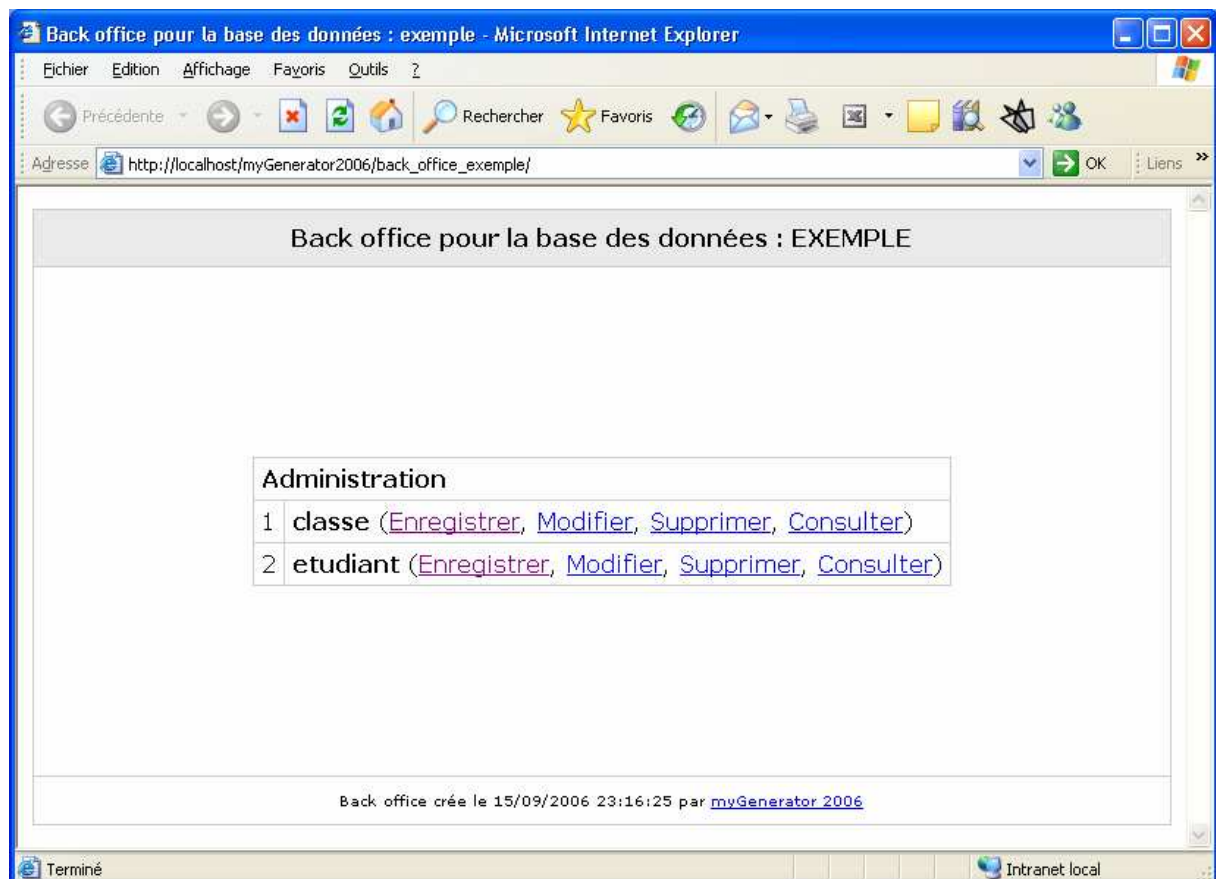 Back office pour la base des données : exemple - Microsoft Internet Explorer
Fichier Edition Affichage Favoris Outils ?
Précédente Rechercher Favoris
Adresse http://localhost/myGenerator2006/back_office_exemple/ OK Liens »
Back office pour la base des données : EXEMPLE
Administration
1 classe (Enregistrer, Modifier, Supprimer, Consulter)
2 etudiant (Enregistrer, Modifier, Supprimer, Consulter)
Back office crée le 15/09/2006 23:16:25 par myGenerator 2006
Terminé Intranet local